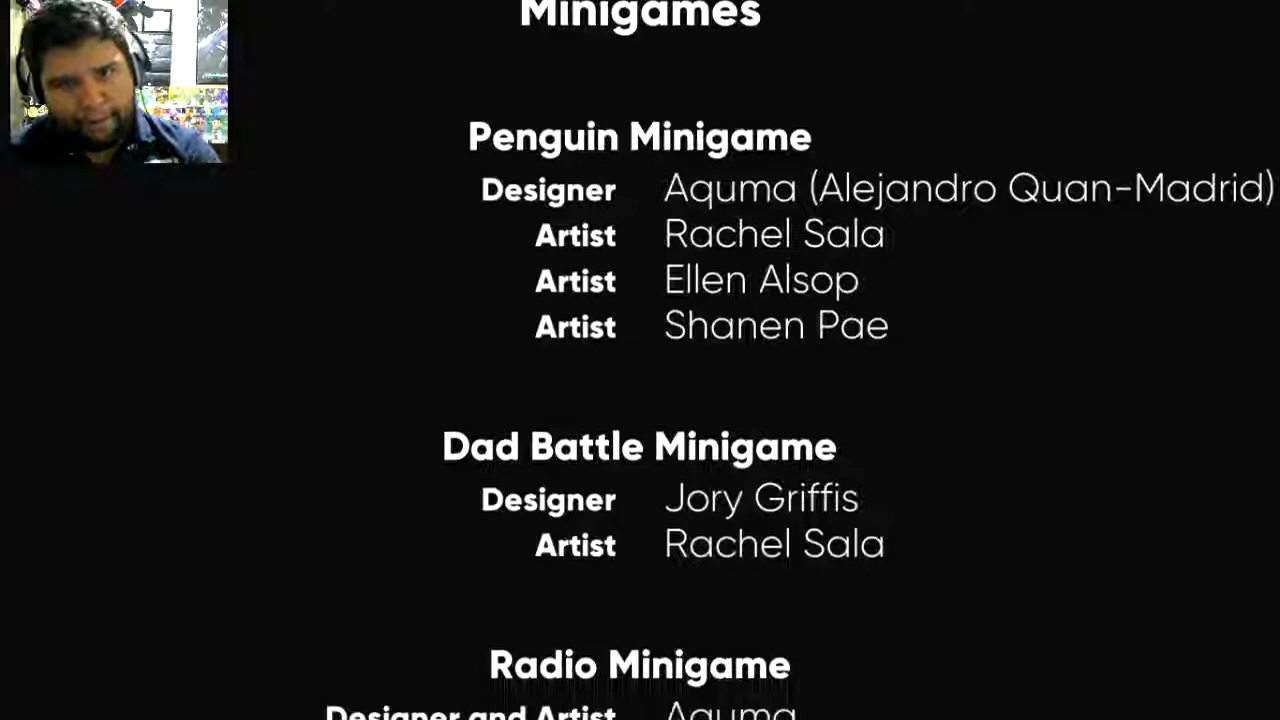 Minigames
Penguin Minigame
Designer Aquma (Alejandro Quan-Madrid)
Artist Rachel Sala
Artist Ellen Alsop
Artist Shanen Pae
Dad Battle Minigame
Designer Jory Griffis
Artist Rachel Sala
Radio Minigame
Designer and Artist Aquma